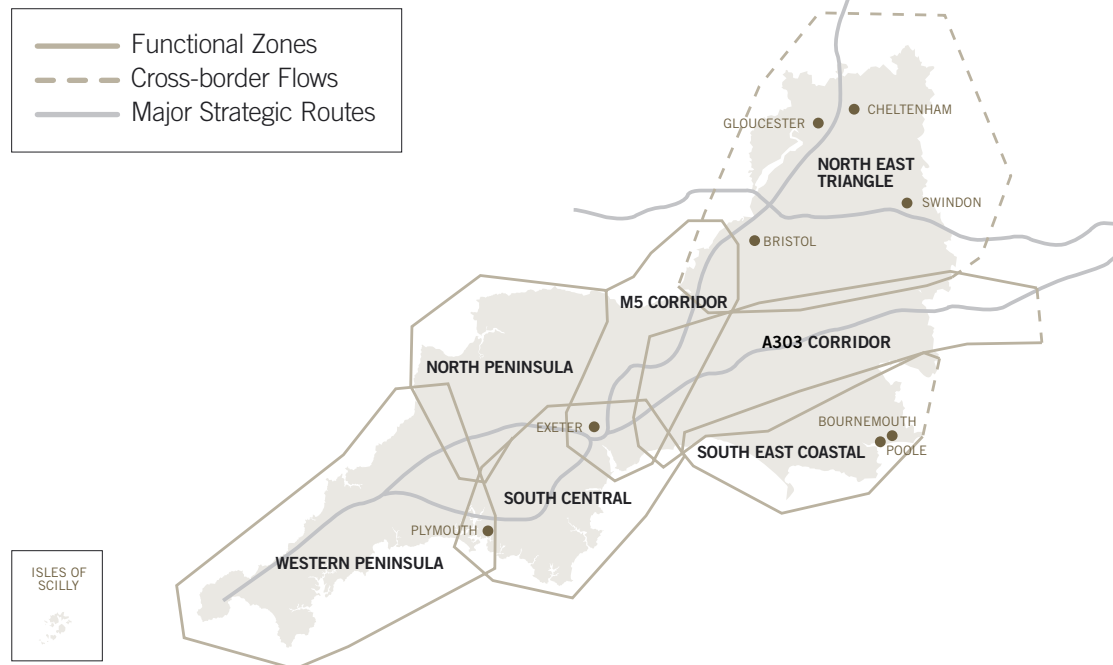 Functional Zones
Cross-border Flows
Major Strategic Routes
CHELTENHAM
GLOUCESTER
NORTH EAST
TRIANGLE
SWINDON
BRISTOL
M5 CORRIDOR
A303 CORRIDOR
NORTH PENINSULA
BOURNEMOUTH
EXETER
POOLE
SOUTH EAST COASTAL
SOUTH CENTRAL
PLYMOUTH
WESTERN PENINSULA
ISLES OF
SCILLY